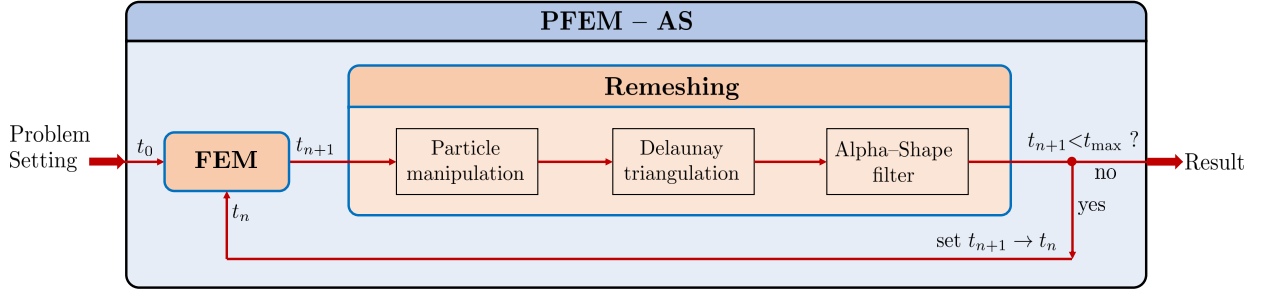 PFEM – AS
Remeshing
Problem
Setting
t₀
FEM
tₙ₊₁
Particle
manipulation
Delaunay
triangulation
Alpha–Shape
filter
tₙ₊₁<t_max ?
no
Result
yes
tₙ
set tₙ₊₁ → tₙ